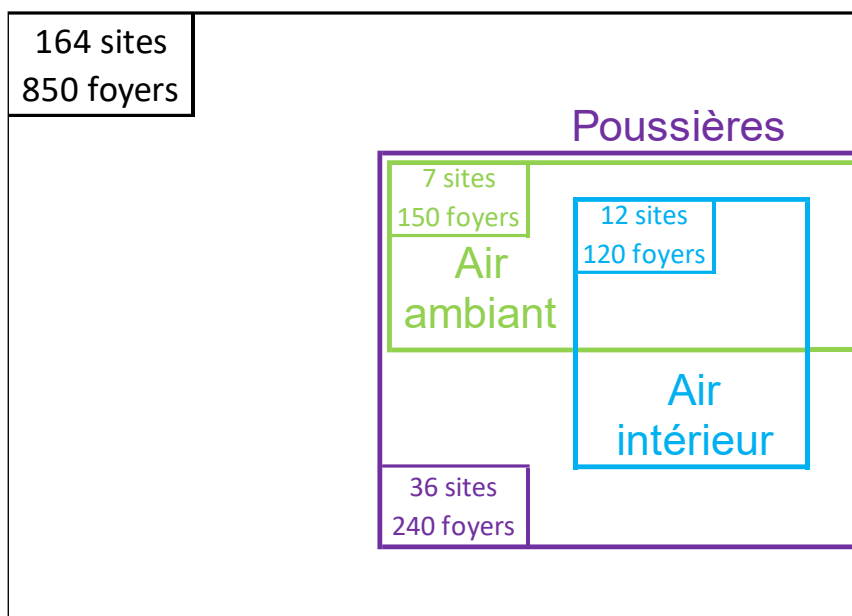 164 sites
850 foyers
Poussières
7 sites
150 foyers
12 sites
120 foyers
Air
ambiant
Air
intérieur
36 sites
240 foyers